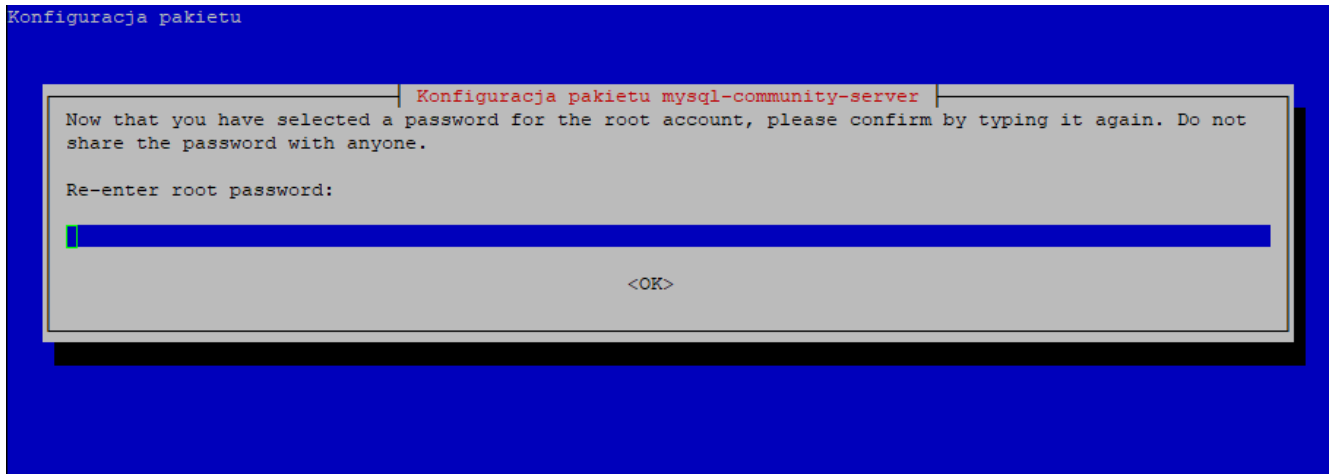 Konfiguracja pakietu
Konfiguracja pakietu mysql-community-server
Now that you have selected a password for the root account, please confirm by typing it again. Do not
share the password with anyone.
Re-enter root password:
<OK>